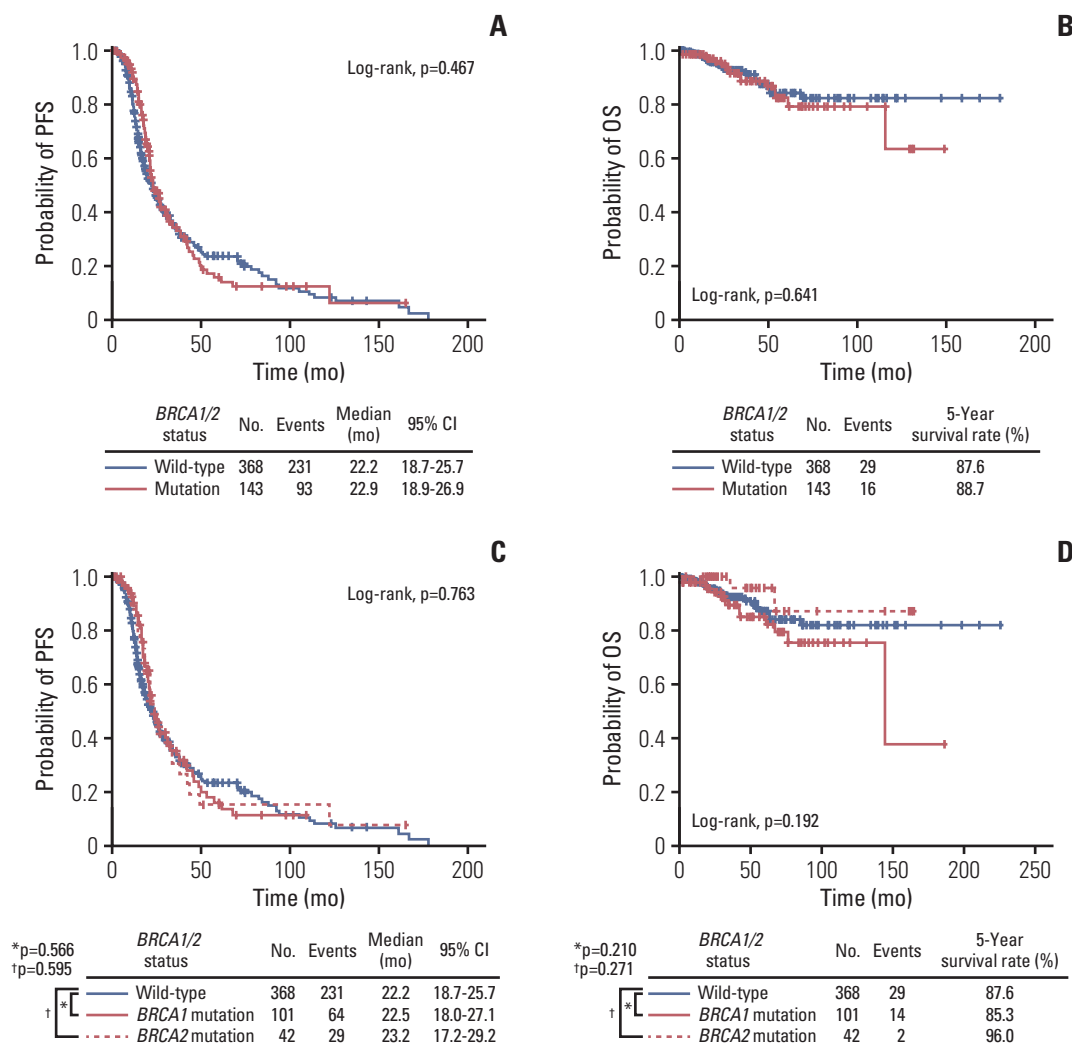 A
Probability of PFS
1.0
0.8
0.6
0.4
0.2
0
Log-rank, p=0.467
0 50 100 150 200
Time (mo)
BRCA1/2 status No. Events Median (mo) 95% CI
Wild-type 368 231 22.2 18.7-25.7
Mutation 143 93 22.9 18.9-26.9
B
Probability of OS
1.0
0.8
0.6
0.4
0.2
0
Log-rank, p=0.641
0 50 100 150 200
Time (mo)
BRCA1/2 status No. Events 5-Year survival rate (%)
Wild-type 368 29 87.6
Mutation 143 16 88.7
C
Probability of PFS
1.0
0.8
0.6
0.4
0.2
0
Log-rank, p=0.763
0 50 100 150 200
Time (mo)
*p=0.566
†p=0.595
BRCA1/2 status No. Events Median (mo) 95% CI
Wild-type 368 231 22.2 18.7-25.7
† * BRCA1 mutation 101 64 22.5 18.0-27.1
BRCA2 mutation 42 29 23.2 17.2-29.2
D
Probability of OS
1.0
0.8
0.6
0.4
0.2
0
Log-rank, p=0.192
0 50 100 150 200 250
Time (mo)
*p=0.210
†p=0.271
BRCA1/2 status No. Events 5-Year survival rate (%)
Wild-type 368 29 87.6
† * BRCA1 mutation 101 14 85.3
BRCA2 mutation 42 2 96.0